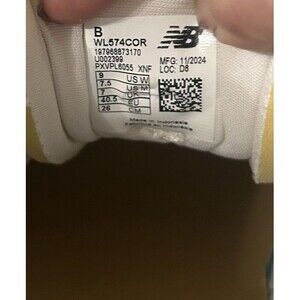 B
WL574COR
197968873170
U002399
PXVPL6055 XNF
MFG: 11/2024
LOC: D8
9 US W
7.5 US M
7 UK
40.5 EU
26 CM
Made in Indonesia